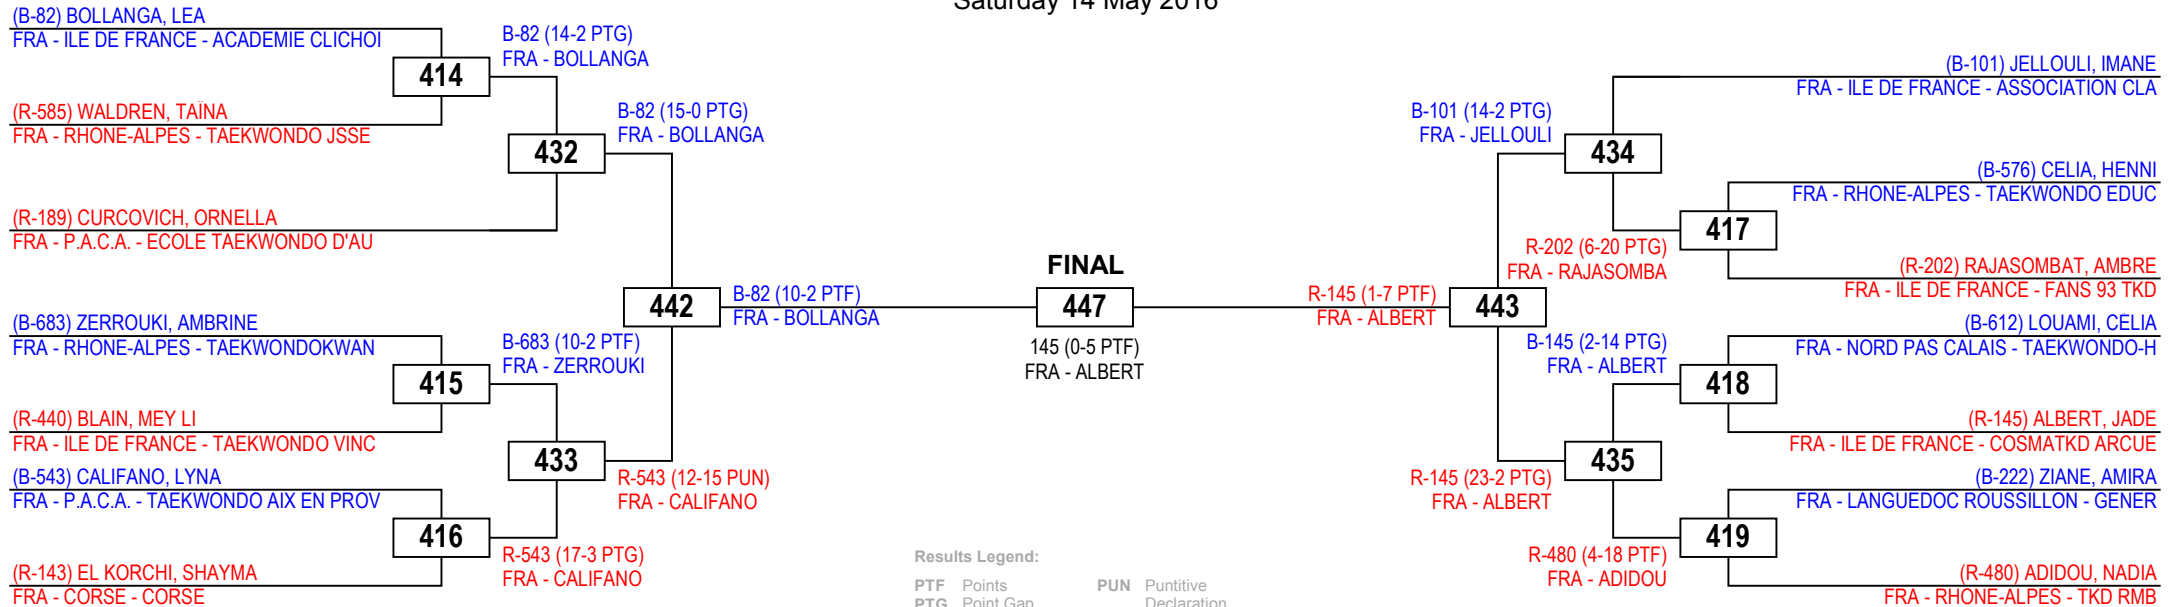 Saturday 14 May 2016
(B-82) BOLLANGA, LEA
FRA - ILE DE FRANCE - ACADEMIE CLICHOI
414
(R-585) WALDREN, TAÏNA
FRA - RHONE-ALPES - TAEKWONDO JSSE
B-82 (14-2 PTG)
FRA - BOLLANGA
432
(R-189) CURCOVICH, ORNELLA
FRA - P.A.C.A. - ECOLE TAEKWONDO D'AU
B-82 (15-0 PTG)
FRA - BOLLANGA
442
(B-683) ZERROUKI, AMBRINE
FRA - RHONE-ALPES - TAEKWONDOKWAN
415
(R-440) BLAIN, MEY LI
FRA - ILE DE FRANCE - TAEKWONDO VINC
B-683 (10-2 PTF)
FRA - ZERROUKI
433
(B-543) CALIFANO, LYNA
FRA - P.A.C.A. - TAEKWONDO AIX EN PROV
416
(R-143) EL KORCHI, SHAYMA
FRA - CORSE - CORSE
R-543 (17-3 PTG)
FRA - CALIFANO
R-543 (12-15 PUN)
FRA - CALIFANO
B-82 (10-2 PTF)
FRA - BOLLANGA
FINAL
447
145 (0-5 PTF)
FRA - ALBERT
R-145 (1-7 PTF)
FRA - ALBERT
443
B-101 (14-2 PTG)
FRA - JELLOULI
434
(B-101) JELLOULI, IMANE
FRA - ILE DE FRANCE - ASSOCIATION CLA
(B-576) CELIA, HENNI
FRA - RHONE-ALPES - TAEKWONDO EDUC
417
R-202 (6-20 PTG)
FRA - RAJASOMBA
(R-202) RAJASOMBAT, AMBRE
FRA - ILE DE FRANCE - FANS 93 TKD
(B-612) LOUAMI, CÉLIA
FRA - NORD PAS CALAIS - TAEKWONDO-H
B-145 (2-14 PTG)
FRA - ALBERT
418
(R-145) ALBERT, JADE
FRA - ILE DE FRANCE - COSMATKD ARCUE
435
R-145 (23-2 PTG)
FRA - ALBERT
(B-222) ZIANE, AMIRA
FRA - LANGUEDOC ROUSSILLON - GENER
419
R-480 (4-18 PTF)
FRA - ADIDOU
(R-480) ADIDOU, NADIA
FRA - RHONE-ALPES - TKD RMB
Results Legend:
PTF Points PUN Puntitive
PTG Point Gap Declaration